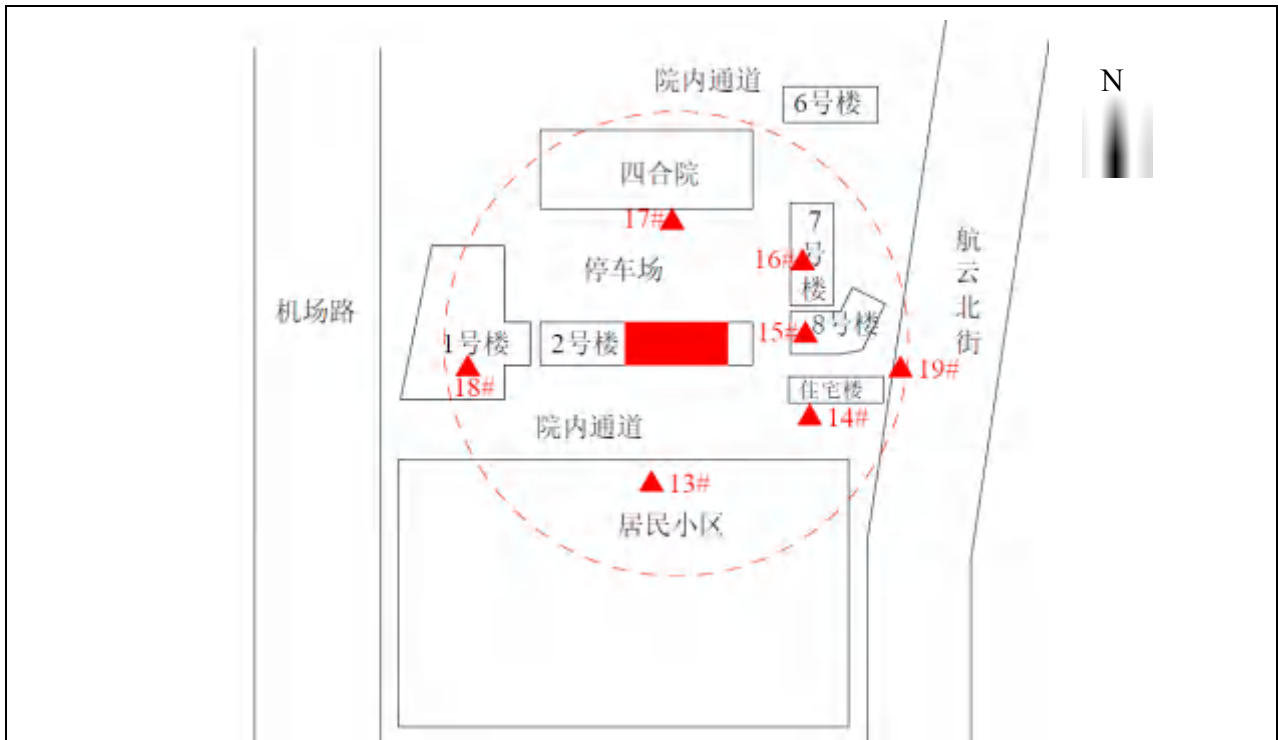 院内通道
N
6号楼
四合院
17#
7号楼
16#
停车场
航云北街
机场路
1号楼
2号楼
15#
8号楼
18#
19#
住宅楼
14#
院内通道
13#
居民小区